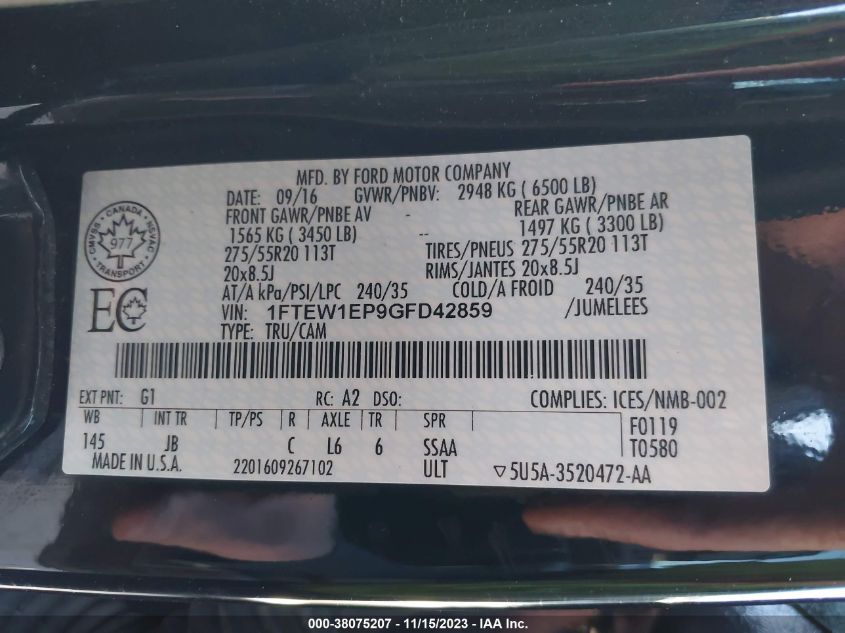 MFD. BY FORD MOTOR COMPANY
DATE: 09/16 GVWR/PNBV: 2948 KG ( 6500 LB)
FRONT GAWR/PNBE AV - REAR GAWR/PNBE AR
1565 KG ( 3450 LB) -- 1497 KG ( 3300 LB)
275/55R20 113T TIRES/PNEUS 275/55R20 113T
20x8.5J RIMS/JANTES 20x8.5J
AT/A kPa/PSI/LPC 240/35 COLD/A FROID 240/35
VIN: 1FTEW1EP9GFD42859 /JUMELEES
TYPE: TRU/CAM
CANADA
CMVSS NSVAC
977
TRANSPORT
EC
EXT PNT: G1 RC: A2 DSO: COMPLIES: ICES/NMB-002
WB INT TR TP/PS R AXLE TR SPR F0119
145 JB C L6 6 SSAA T0580
MADE IN U.S.A. 2201609267102 ULT ▽5U5A-3520472-AA
000-38075207 - 11/15/2023 - IAA Inc.